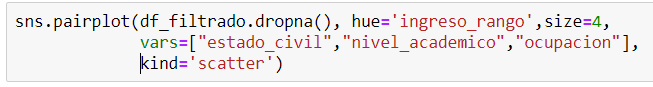 sns.pairplot(df_filtrado.dropna(), hue='ingreso_rango',size=4,
vars=["estado_civil","nivel_academico","ocupacion"],
kind='scatter')